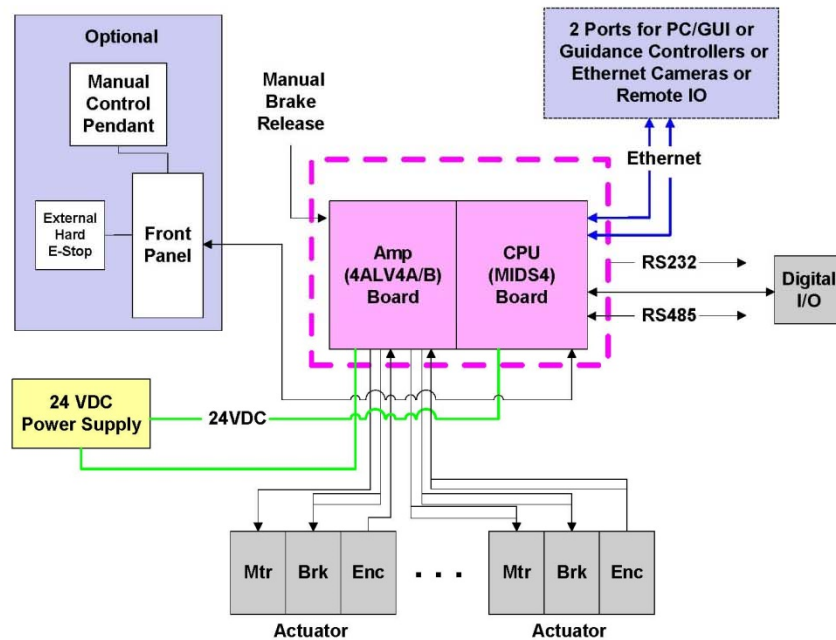 Optional
Manual
Control
Pendant
External
Hard
E-Stop
Front
Panel
Manual
Brake
Release
2 Ports for PC/GUI or
Guidance Controllers or
Ethernet Cameras or
Remote IO
Ethernet
Amp
(4ALV4A/B)
Board
CPU
(MIDS4)
Board
RS232
RS485
Digital
I/O
24 VDC
Power Supply
24VDC
Mtr
Brk
Enc
. . .
Mtr
Brk
Enc
Actuator
Actuator